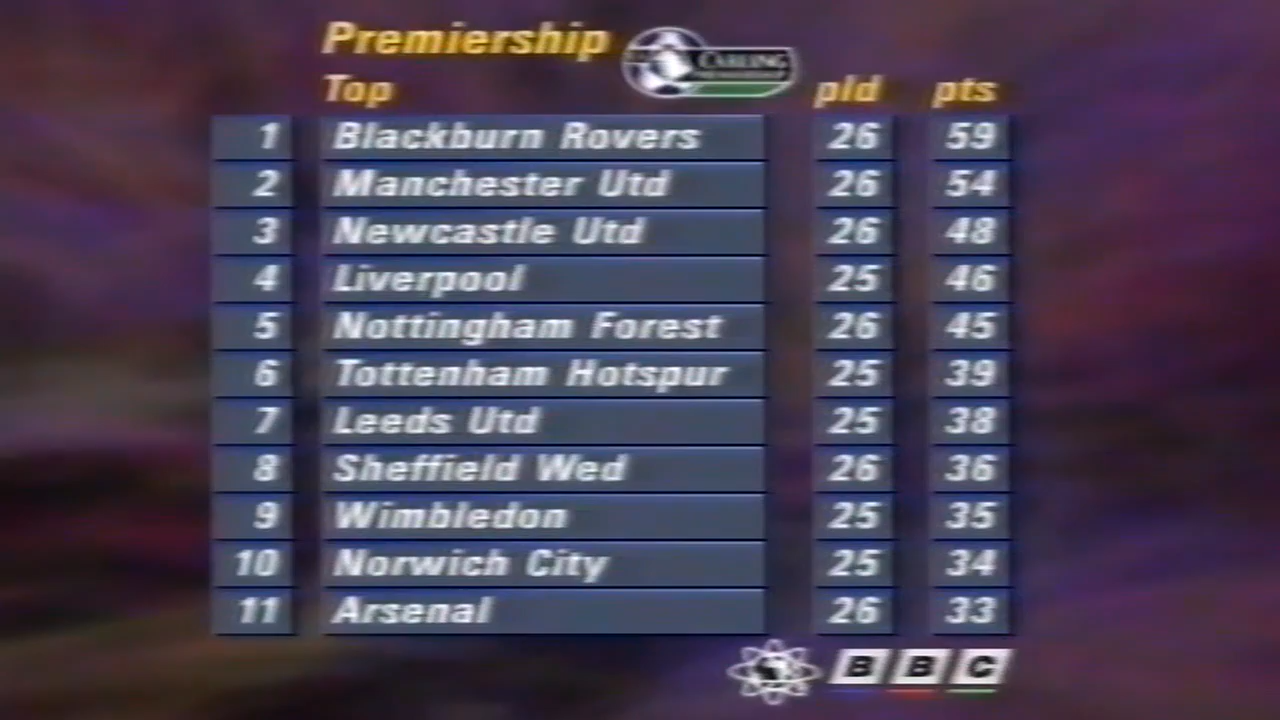 Premiership
CARLING
PREMIERSHIP
Top pld pts
1 Blackburn Rovers 26 59
2 Manchester Utd 26 54
3 Newcastle Utd 26 48
4 Liverpool 25 46
5 Nottingham Forest 26 45
6 Tottenham Hotspur 25 39
7 Leeds Utd 25 38
8 Sheffield Wed 26 36
9 Wimbledon 25 35
10 Norwich City 25 34
11 Arsenal 26 33
BBC